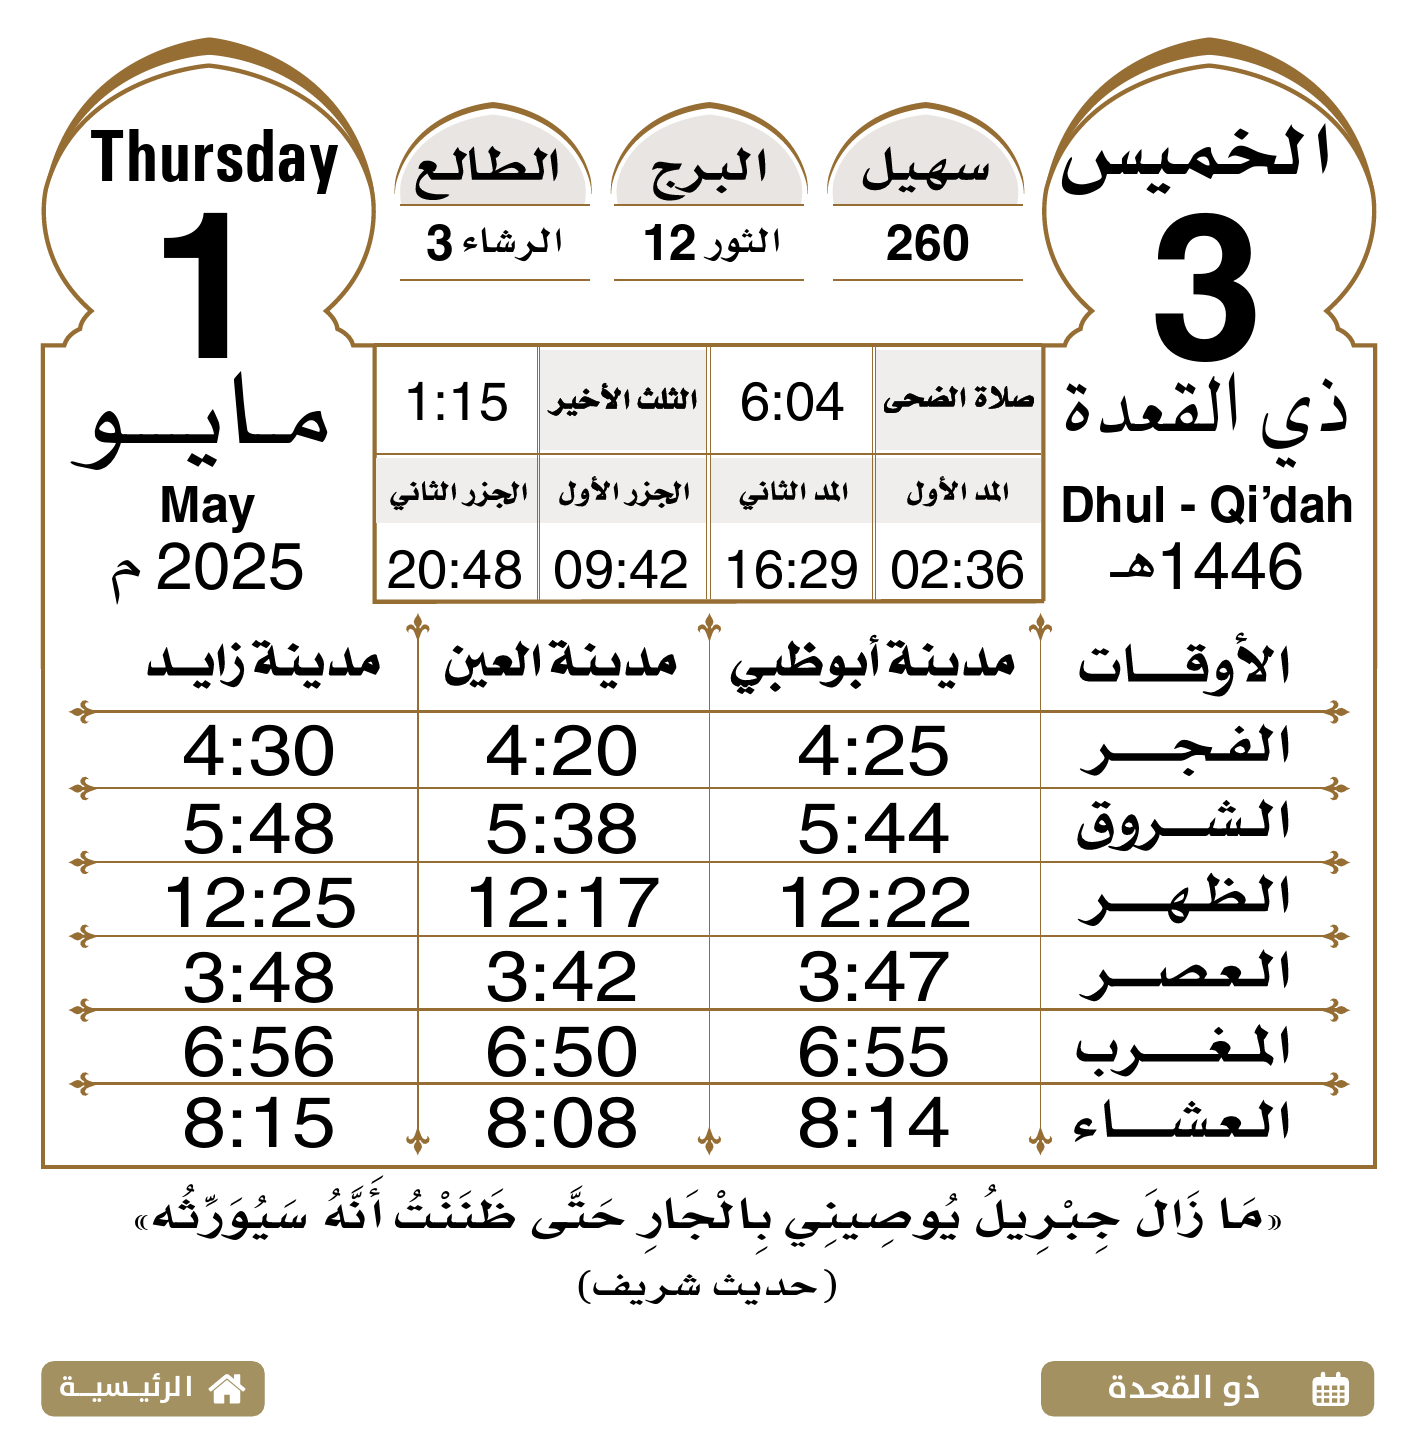 الخميس
3
ذي القعدة
Dhul - Qi’dah
1446هـ
سهيل البرج الطالع
260 الثور 12 الرشاء 3
Thursday
1
مايو
May
2025 م
صلاة الضحى 6:04 الثلث الأخير 1:15
المد الأول المد الثاني الجزر الأول الجزر الثاني
02:36 16:29 09:42 20:48
الأوقات مدينة أبوظبي مدينة العين مدينة زايد
الفجر 4:25 4:20 4:30
الشروق 5:44 5:38 5:48
الظهر 12:22 12:17 12:25
العصر 3:47 3:42 3:48
المغرب 6:55 6:50 6:56
العشاء 8:14 8:08 8:15
«مَا زَالَ جِبْرِيلُ يُوصِينِي بِالْجَارِ حَتَّى ظَنَنْتُ أَنَّهُ سَيُوَرِّثُه»
(حديث شريف)
ذو القعدة
الرئيسية